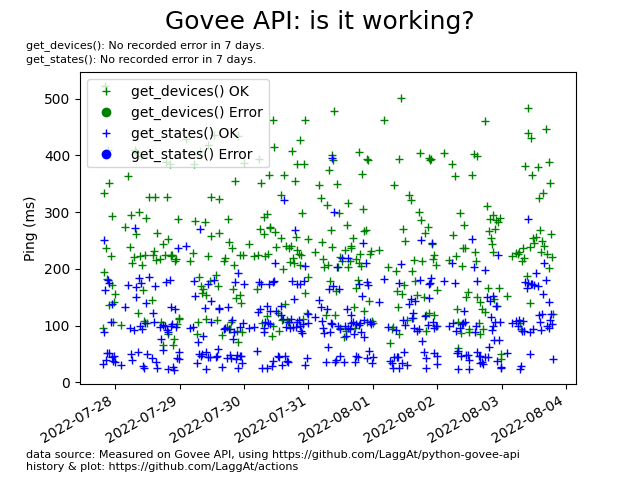 Govee API: is it working?
get_devices(): No recorded error in 7 days.
get_states(): No recorded error in 7 days.
get_devices() OK
get_devices() Error
get_states() OK
get_states() Error
Ping (ms)
500
400
300
200
100
0
2022-07-28
2022-07-29
2022-07-30
2022-07-31
2022-08-01
2022-08-02
2022-08-03
2022-08-04
data source: Measured on Govee API, using https://github.com/LaggAt/python-govee-api
history & plot: https://github.com/LaggAt/actions